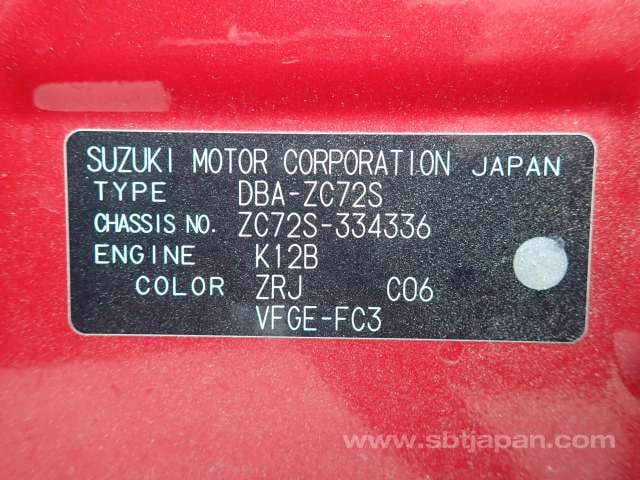 SUZUKI MOTOR CORPORATION JAPAN
TYPE DBA-ZC72S
CHASSIS NO. ZC72S-334336
ENGINE K12B
COLOR ZRJ C06
VFGE-FC3
www.sbtjapan.com